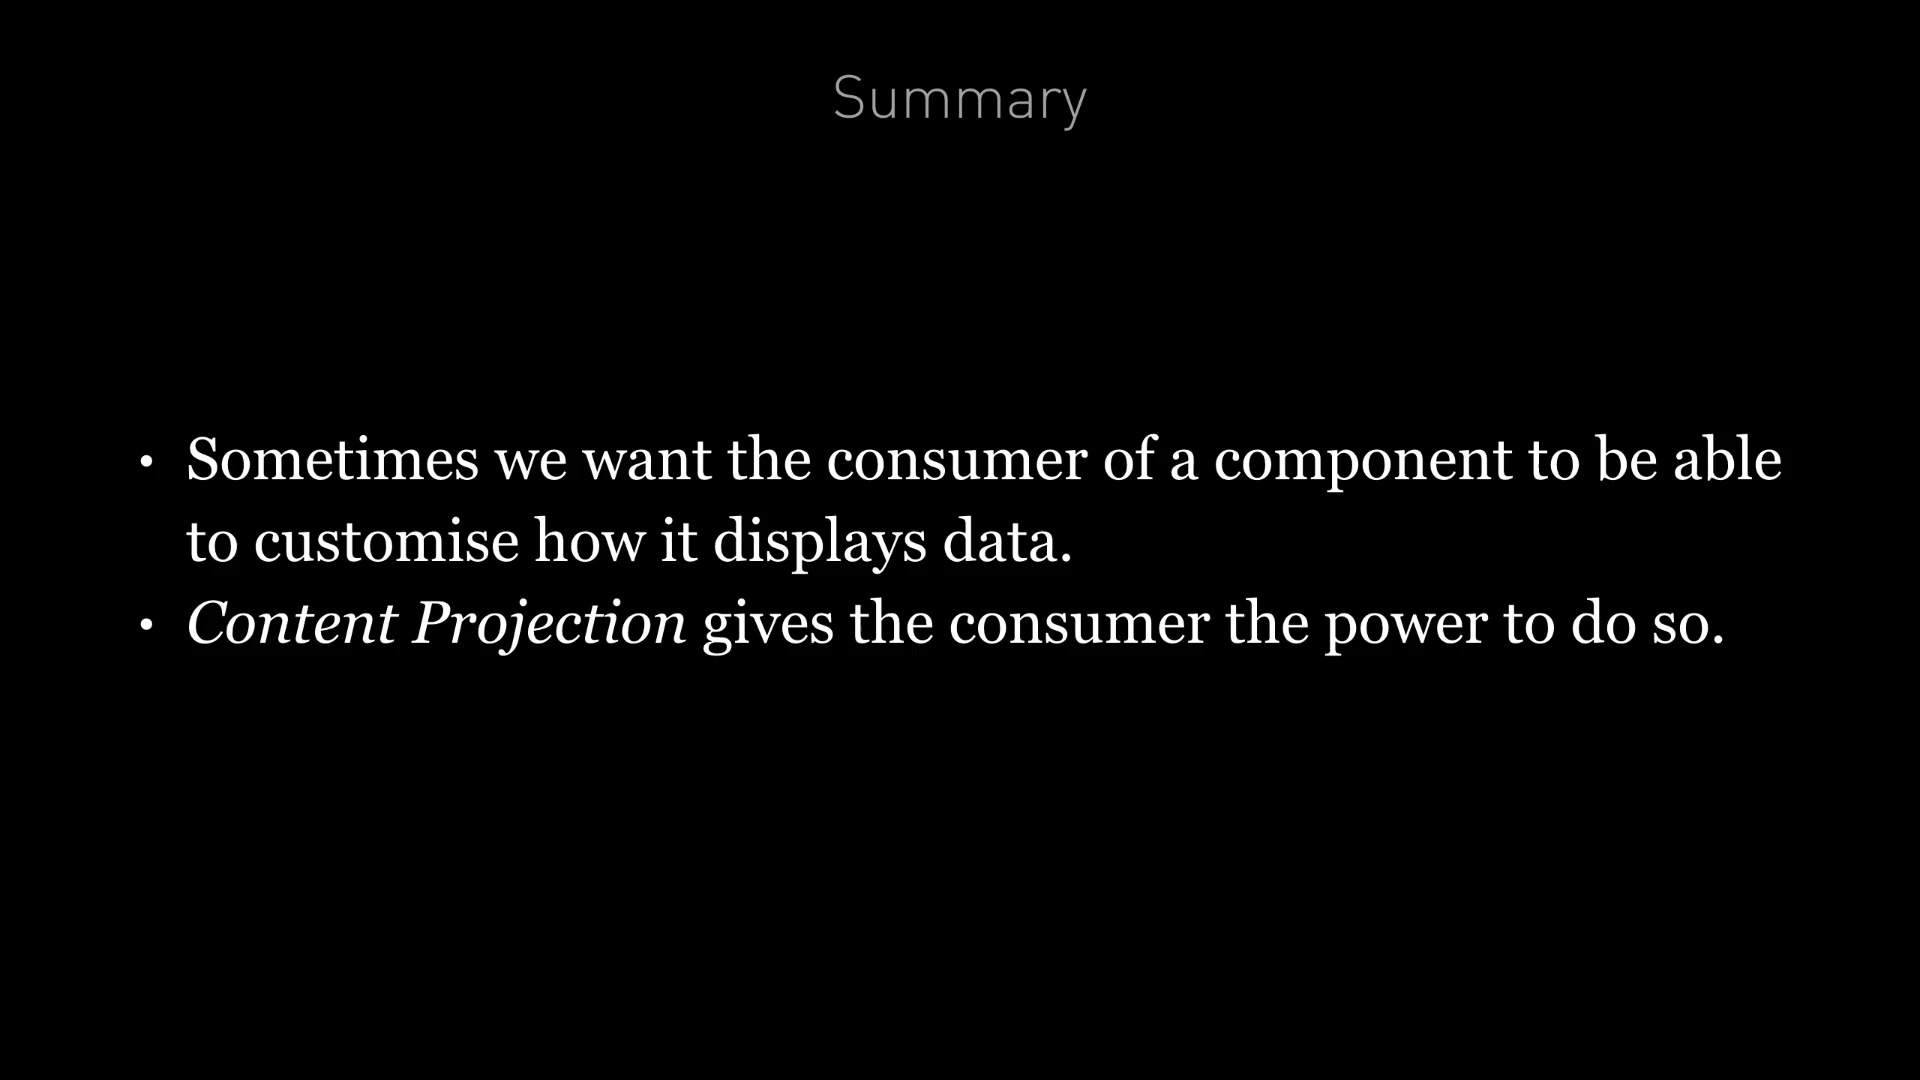 Summary
• Sometimes we want the consumer of a component to be able
to customise how it displays data.
• Content Projection gives the consumer the power to do so.